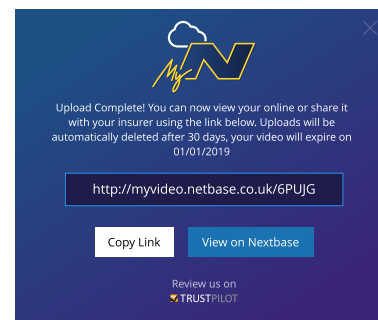 My N
Upload Complete! You can now view your online or share it
with your insurer using the link below. Uploads will be
automatically deleted after 30 days, your video will expire on
01/01/2019
http://myvideo.netbase.co.uk/6PUJG
Copy Link
View on Nextbase
Review us on
TRUSTPILOT